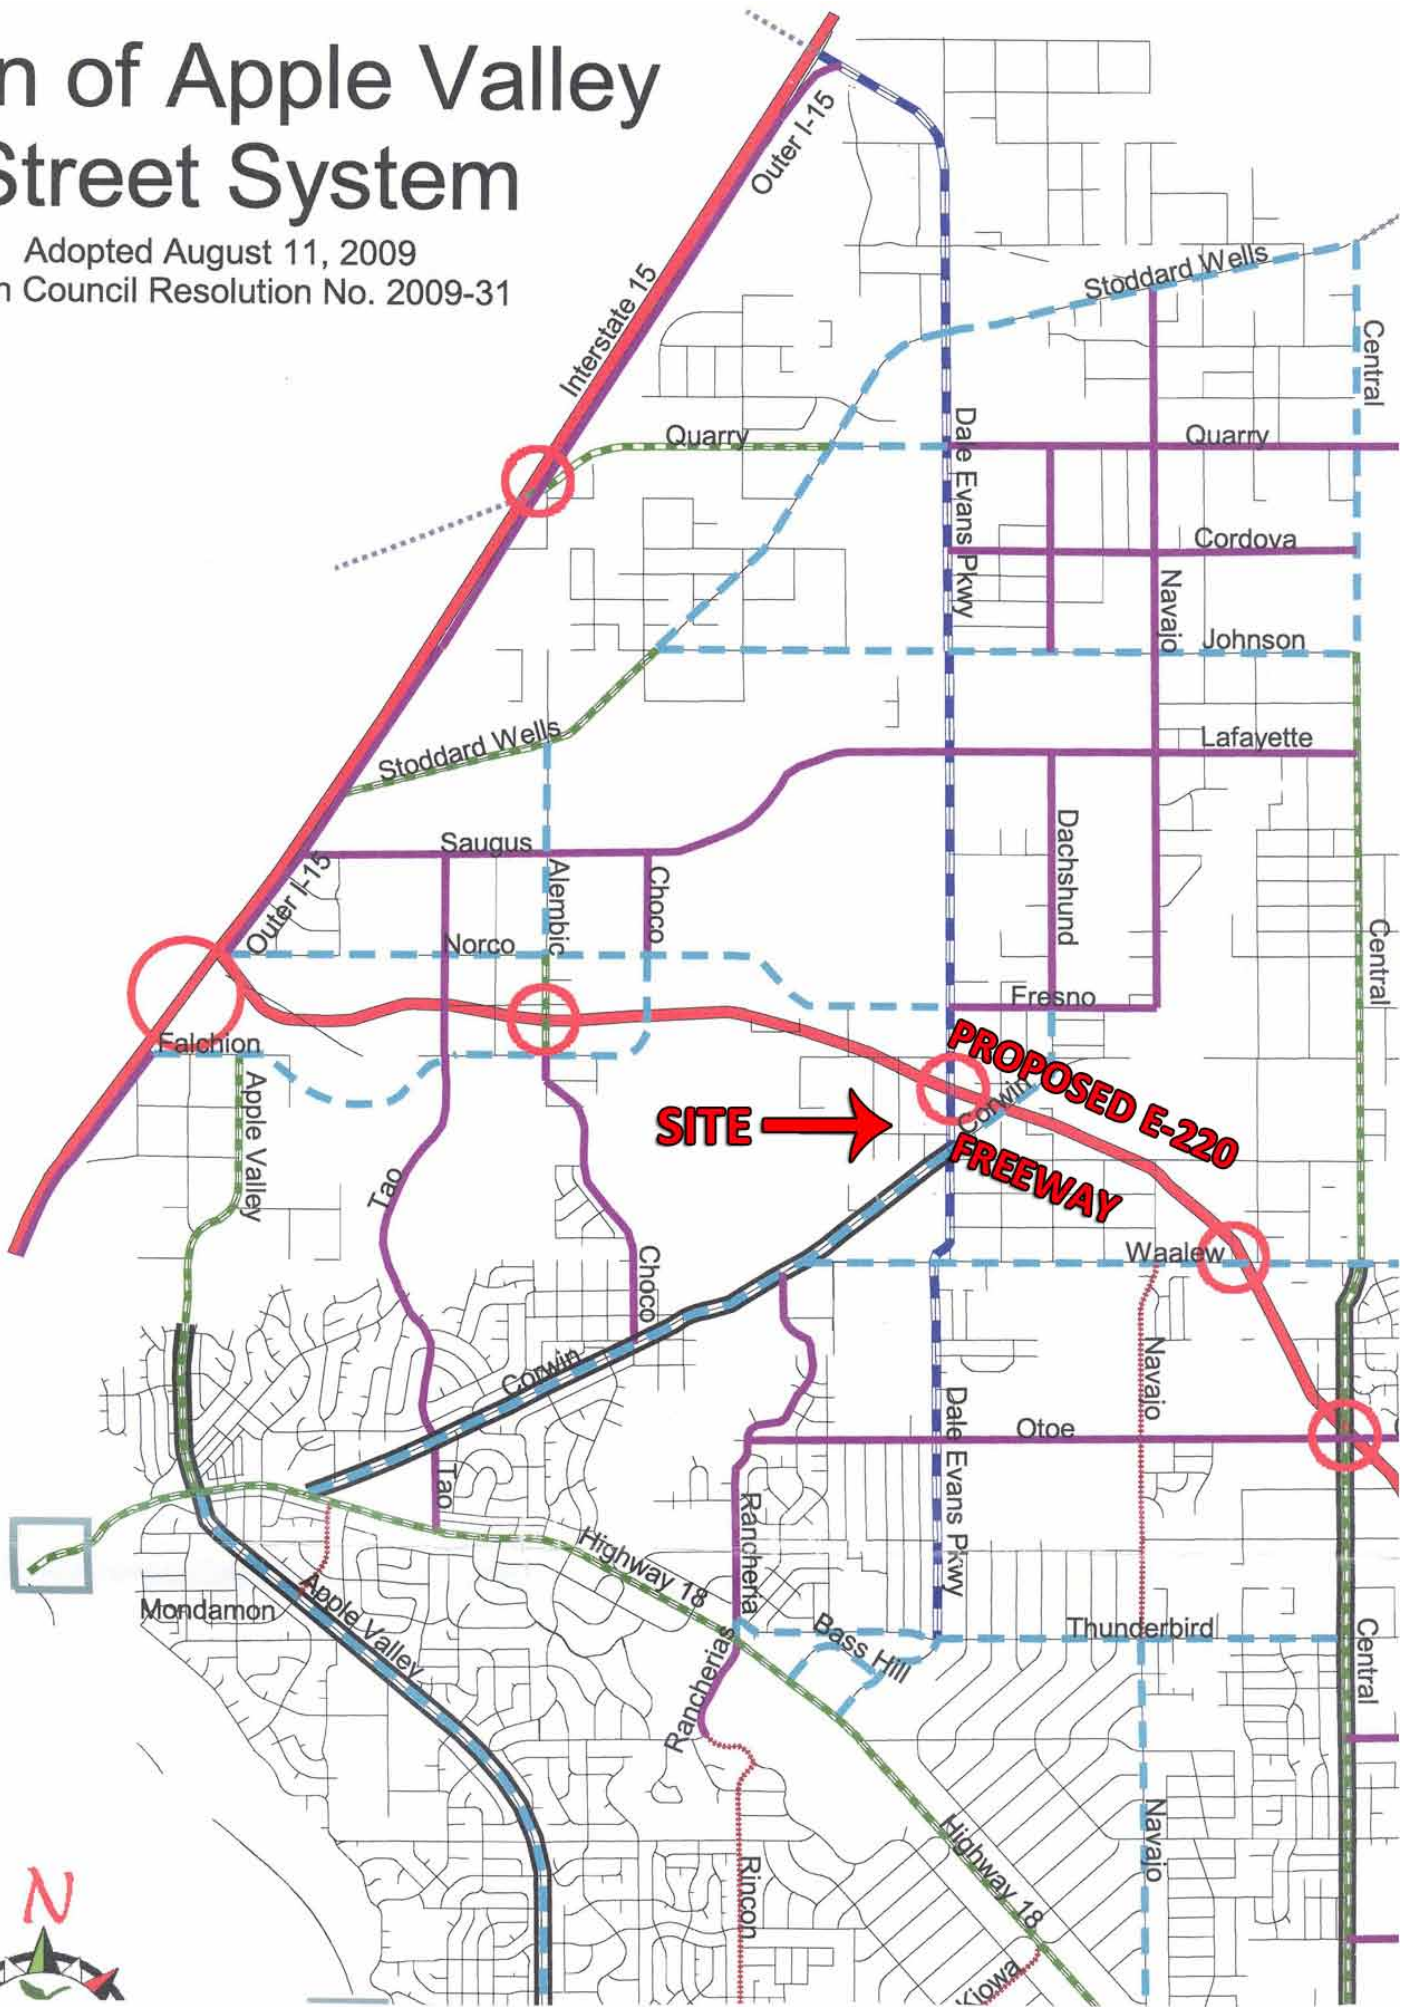 n of Apple Valley
Street System
Adopted August 11, 2009
n Council Resolution No. 2009-31
Outer I-15
Interstate 15
Stoddard Wells
Central
Quarry
Dale Evans Pkwy
Quarry
Cordova
Navajo
Johnson
Stoddard Wells
Lafayette
Saugus
Outer I-15
Alembic
Choco
Dachshund
Norco
Central
Fresno
Falchion
PROPOSED E-220
Corwin
SITE
FREEWAY
Apple Valley
Tao
Choco
Waalew
Corwin
Navajo
Dale Evans Pkwy
Otoe
Tao
Rancheria
Highway 18
Mondamon
Apple Valley
Bass Hill
Thunderbird
Central
Rancherias
Navajo
Highway 18
Rincon
Kiowa
N